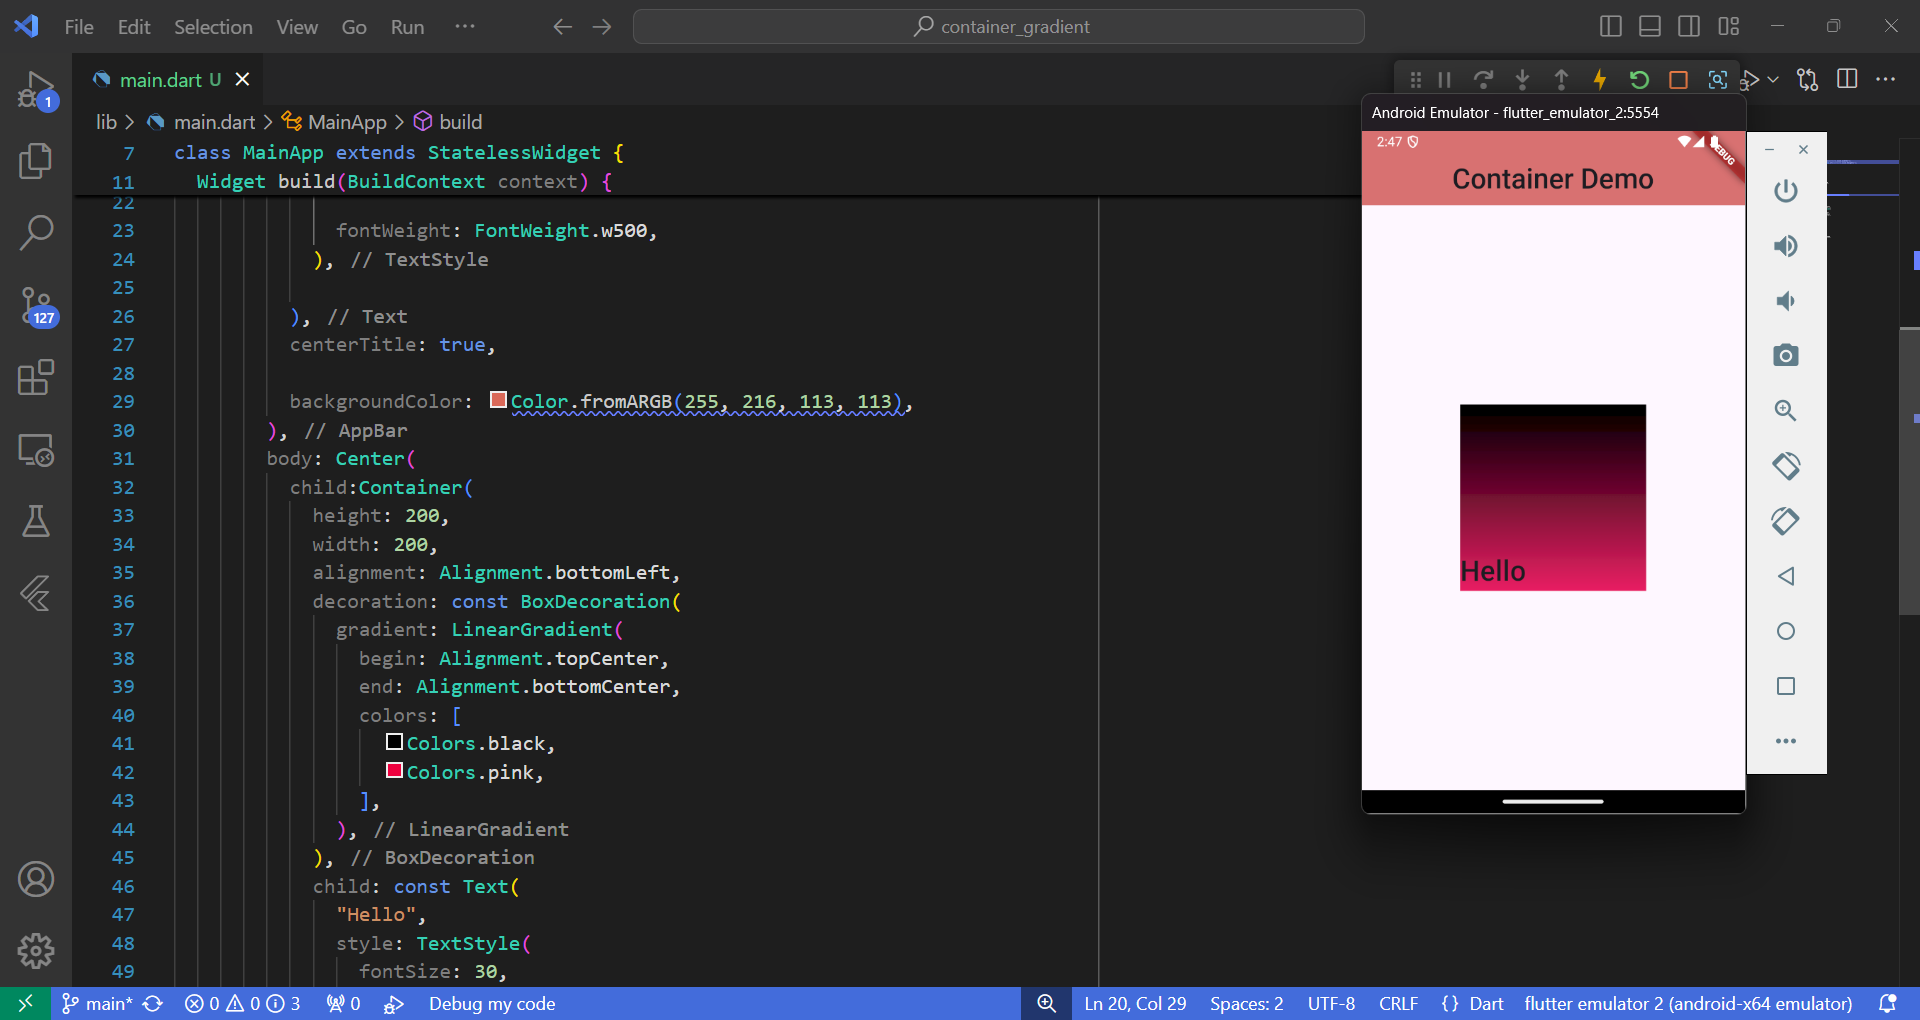 File Edit Selection View Go Run ··· container_gradient
main.dart U
lib > main.dart > MainApp > build
7 class MainApp extends StatelessWidget {
11 Widget build(BuildContext context) {
22
23 fontWeight: FontWeight.w500,
24 ), // TextStyle
25
26 ), // Text
27 centerTitle: true,
28
29 backgroundColor: Color.fromARGB(255, 216, 113, 113),
30 ), // AppBar
31 body: Center(
32 child:Container(
33 height: 200,
34 width: 200,
35 alignment: Alignment.bottomLeft,
36 decoration: const BoxDecoration(
37 gradient: LinearGradient(
38 begin: Alignment.topCenter,
39 end: Alignment.bottomCenter,
40 colors: [
41 Colors.black,
42 Colors.pink,
43 ],
44 ), // LinearGradient
45 ), // BoxDecoration
46 child: const Text(
47 "Hello",
48 style: TextStyle(
49 fontSize: 30,
1
127
Android Emulator - flutter_emulator_2:5554
2:47
DEBUG
Container Demo
Hello
main* 0 0 3 0 Debug my code Ln 20, Col 29 Spaces: 2 UTF-8 CRLF {} Dart flutter emulator 2 (android-x64 emulator)